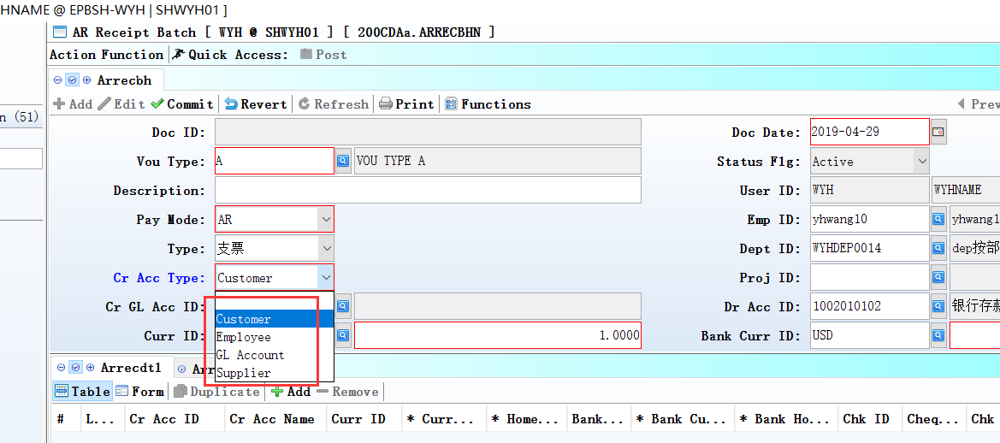 HNAME @ EPBSH-WYH | SHWYH01 ]
AR Receipt Batch [ WYH @ SHWYH01 ] [ 200CDAa.ARRECBHN ]
Action Function Quick Access: Post
Arrecbh
Add Edit Commit Revert Refresh Print Functions Prev
n (51)
Doc ID: Doc Date: 2019-04-29
Vou Type: A VOU TYPE A Status Flg: Active
Description: User ID: WYH WYHNAME
Pay Mode: AR Emp ID: yhwang10 yhwang1
Type: 支票 Dept ID: WYHDEP0014 dep按部
Cr Acc Type: Customer Proj ID:
Cr GL Acc ID: Dr Acc ID: 1002010102 银行存款
Customer
Curr ID: Employee 1.0000 Bank Curr ID: USD
GL Account
Supplier
Arrecdtl Arr
Table Form Duplicate Add Remove
# L... Cr Acc ID Cr Acc Name Curr ID * Curr... * Home... Bank... * Bank Cu... * Bank Ho... Chk ID Cheq... Chk